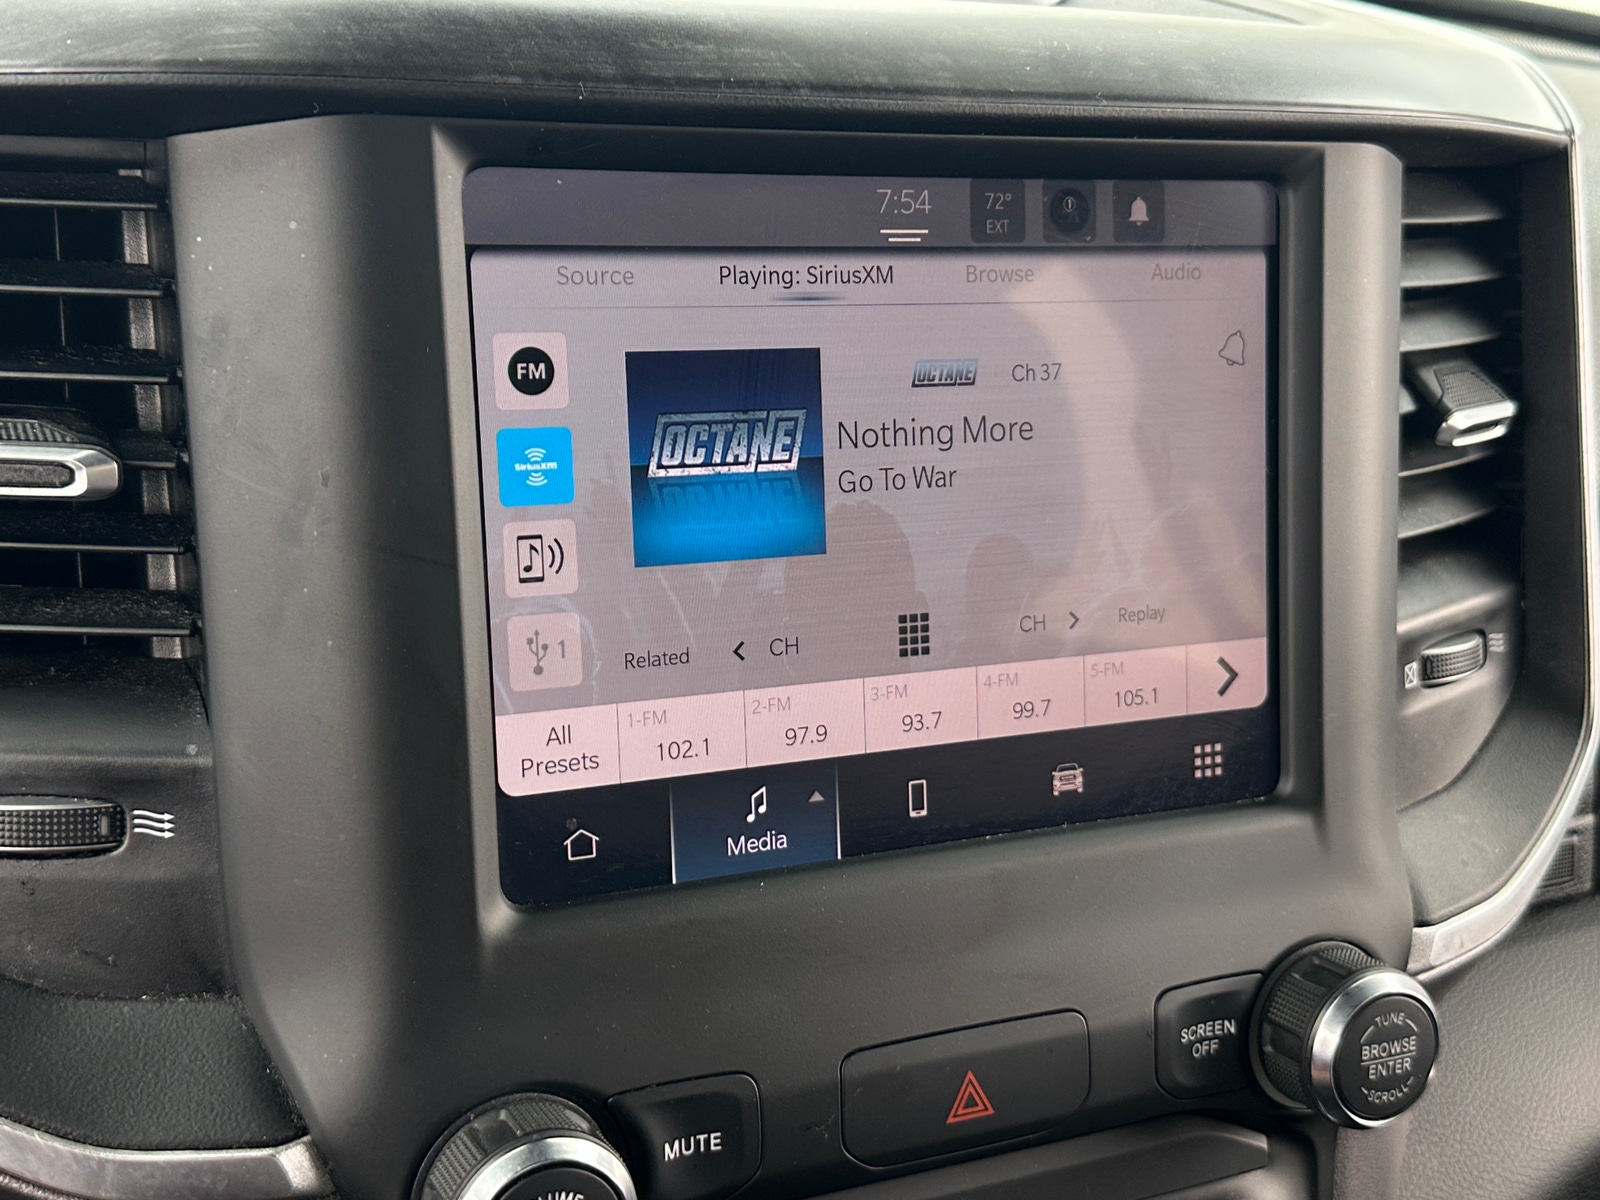 7:54
72°
EXT
Source
Playing: SiriusXM
Browse
Audio
FM
OCTANE
Ch 37
OCTANE
Nothing More
Go To War
SiriusXM
1
Related
CH
CH
Replay
All
Presets
1-FM
102.1
2-FM
97.9
3-FM
93.7
4-FM
99.7
5-FM
105.1
Media
SCREEN
OFF
TUNE
BROWSE
ENTER
SCROLL
MUTE